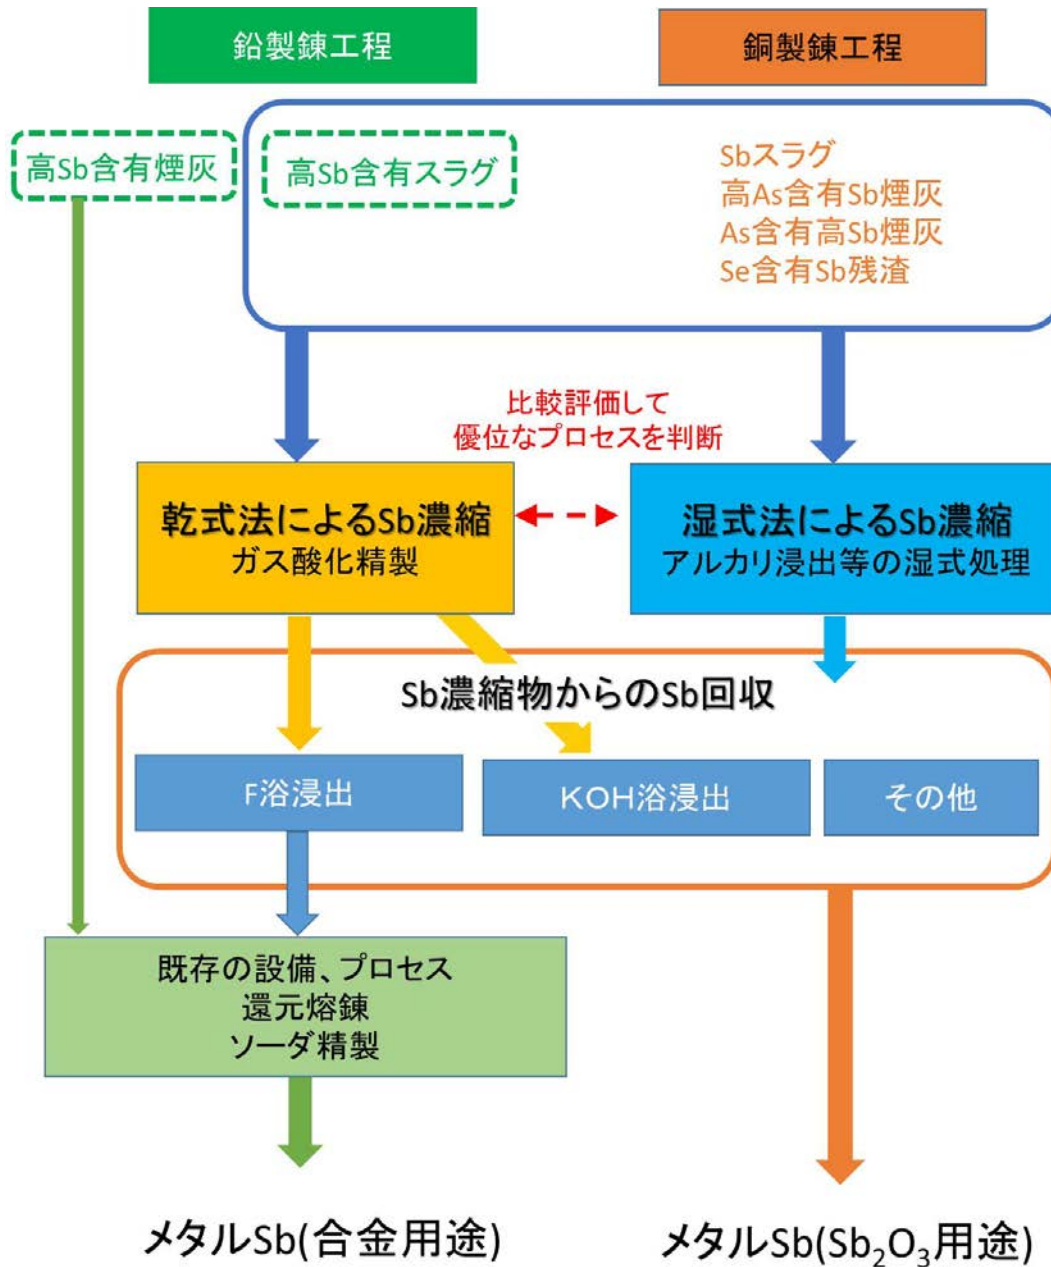 鉛製錬工程
銅製錬工程
高Sb含有煙灰
高Sb含有スラグ
Sbスラグ
高As含有Sb煙灰
As含有高Sb煙灰
Se含有Sb残渣
比較評価して
優位なプロセスを判断
乾式法によるSb濃縮
ガス酸化精製
湿式法によるSb濃縮
アルカリ浸出等の湿式処理
Sb濃縮物からのSb回収
F浴浸出
KOH浴浸出
その他
既存の設備、プロセス
還元熔錬
ソーダ精製
メタルSb(合金用途)
メタルSb(Sb₂O₃用途)